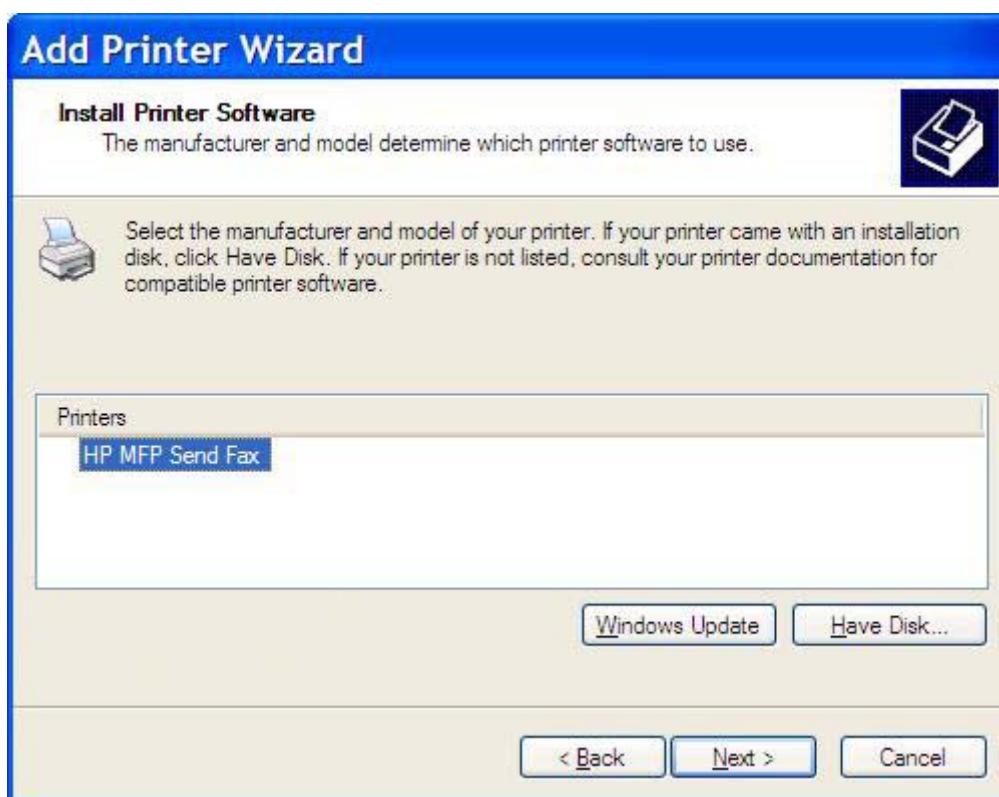 Add Printer Wizard
Install Printer Software
The manufacturer and model determine which printer software to use.
Select the manufacturer and model of your printer. If your printer came with an installation
disk, click Have Disk. If your printer is not listed, consult your printer documentation for
compatible printer software.
Printers
HP MFP Send Fax
Windows Update
Have Disk...
< Back
Next >
Cancel